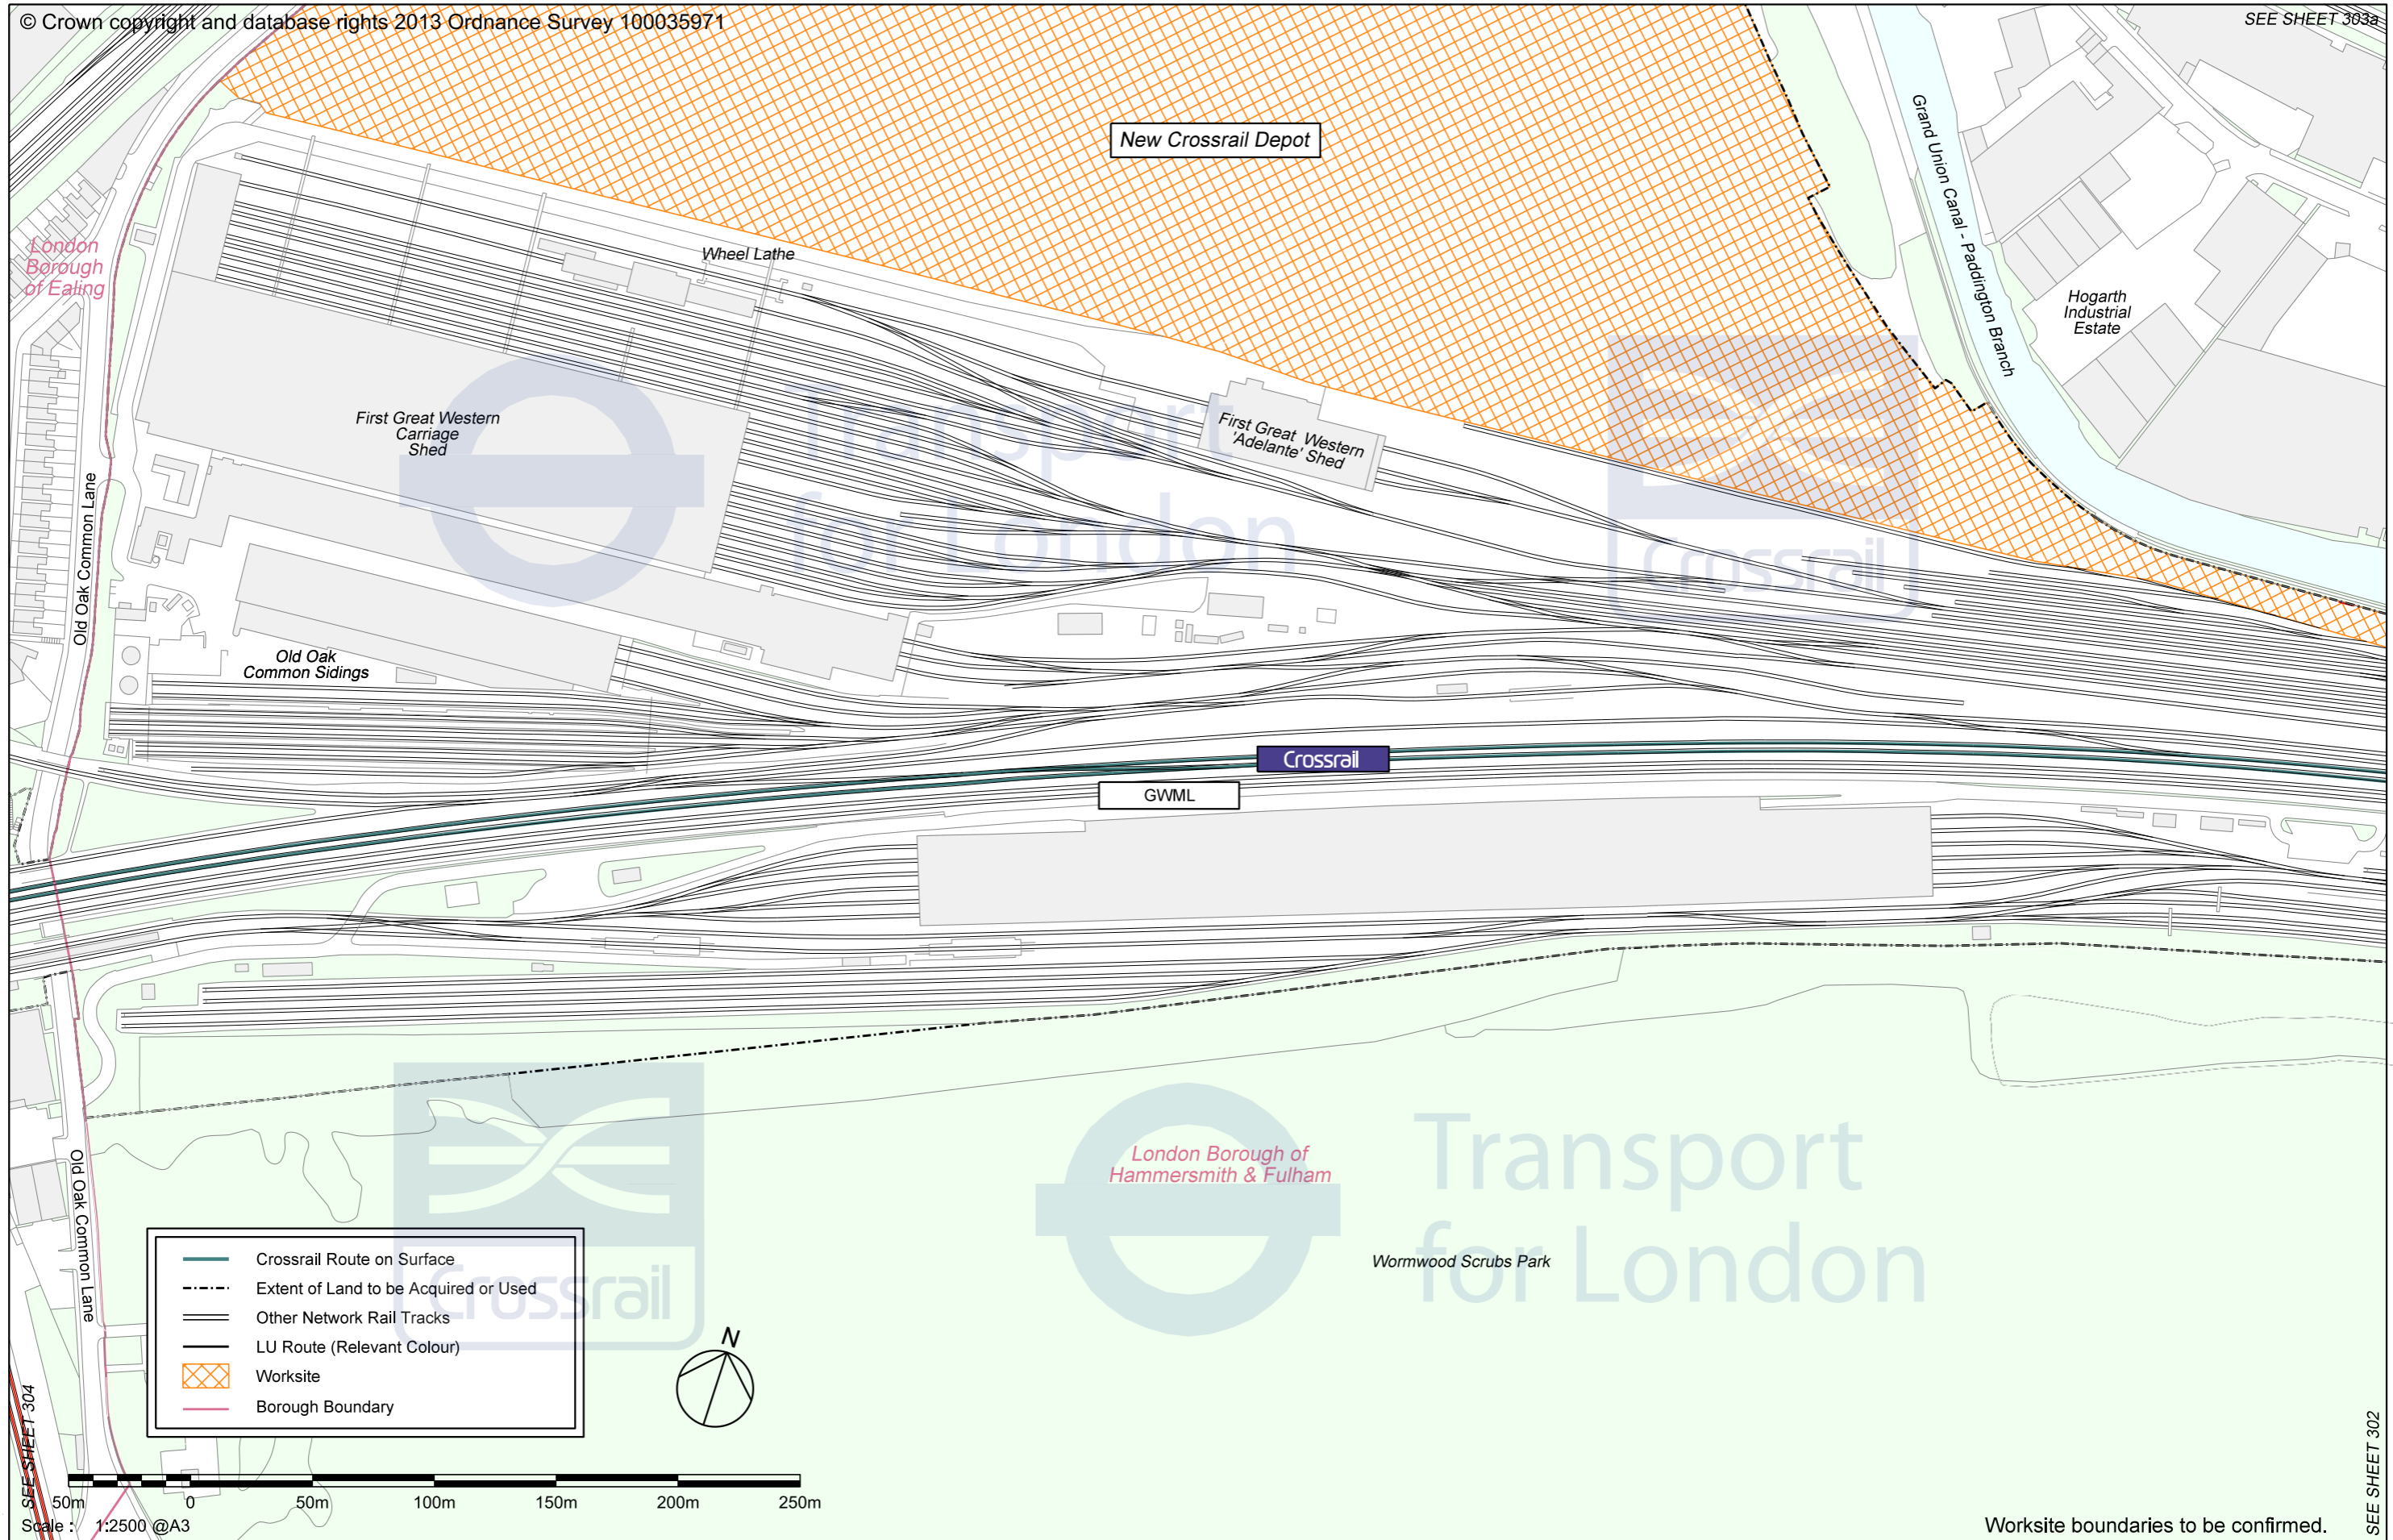 © Crown copyright and database rights 2013 Ordnance Survey 100035971
SEE SHEET 303a
New Crossrail Depot
Grand Union Canal - Paddington Branch
London
Borough
of Ealing
Wheel Lathe
Hogarth
Industrial
Estate
First Great Western
Carriage
Shed
Transport
for London
First Great Western
'Adelante' Shed
Crossrail
Old Oak Common Lane
Old Oak
Common Sidings
Crossrail
GWML
London Borough of
Hammersmith & Fulham
Transport
for London
Wormwood Scrubs Park
Old Oak Common Lane
Crossrail
Crossrail Route on Surface
Extent of Land to be Acquired or Used
Other Network Rail Tracks
LU Route (Relevant Colour)
Worksite
Borough Boundary
N
SEE SHEET 304
SEE SHEET 302
50m 0 50m 100m 150m 200m 250m
Scale : 1:2500 @A3
Worksite boundaries to be confirmed.